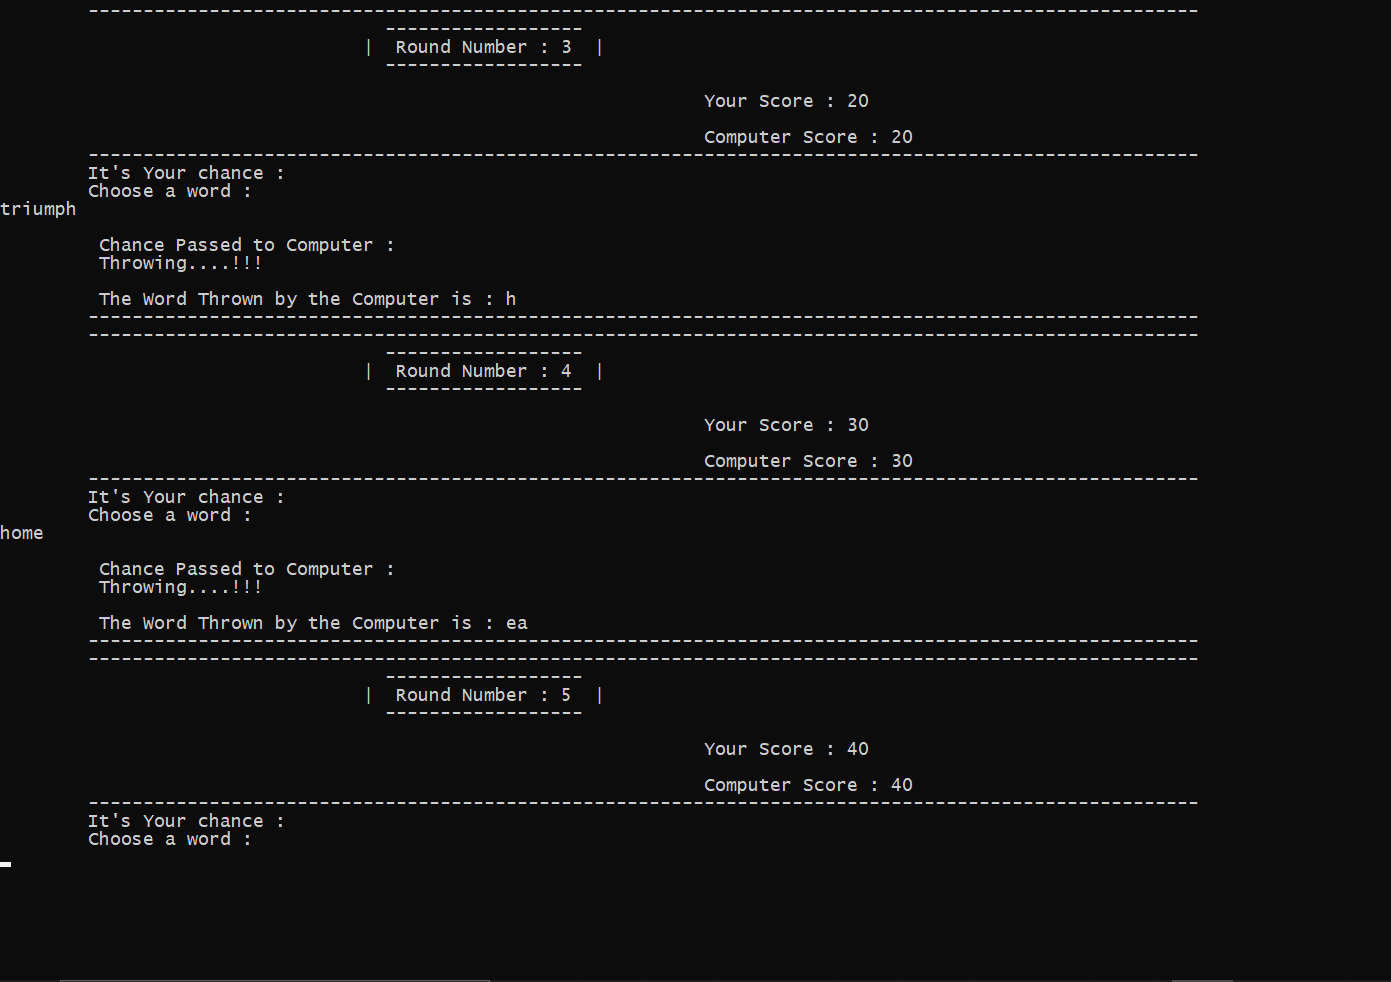 ------------------------------------------------------------------------------------------------------
------------------
| Round Number : 3 |
------------------
Your Score : 20
Computer Score : 20
------------------------------------------------------------------------------------------------------
It's Your chance :
Choose a word :
triumph
Chance Passed to Computer :
Throwing....!!!
The Word Thrown by the Computer is : h
------------------------------------------------------------------------------------------------------
------------------------------------------------------------------------------------------------------
------------------
| Round Number : 4 |
------------------
Your Score : 30
Computer Score : 30
------------------------------------------------------------------------------------------------------
It's Your chance :
Choose a word :
home
Chance Passed to Computer :
Throwing....!!!
The Word Thrown by the Computer is : ea
------------------------------------------------------------------------------------------------------
------------------------------------------------------------------------------------------------------
------------------
| Round Number : 5 |
------------------
Your Score : 40
Computer Score : 40
------------------------------------------------------------------------------------------------------
It's Your chance :
Choose a word :